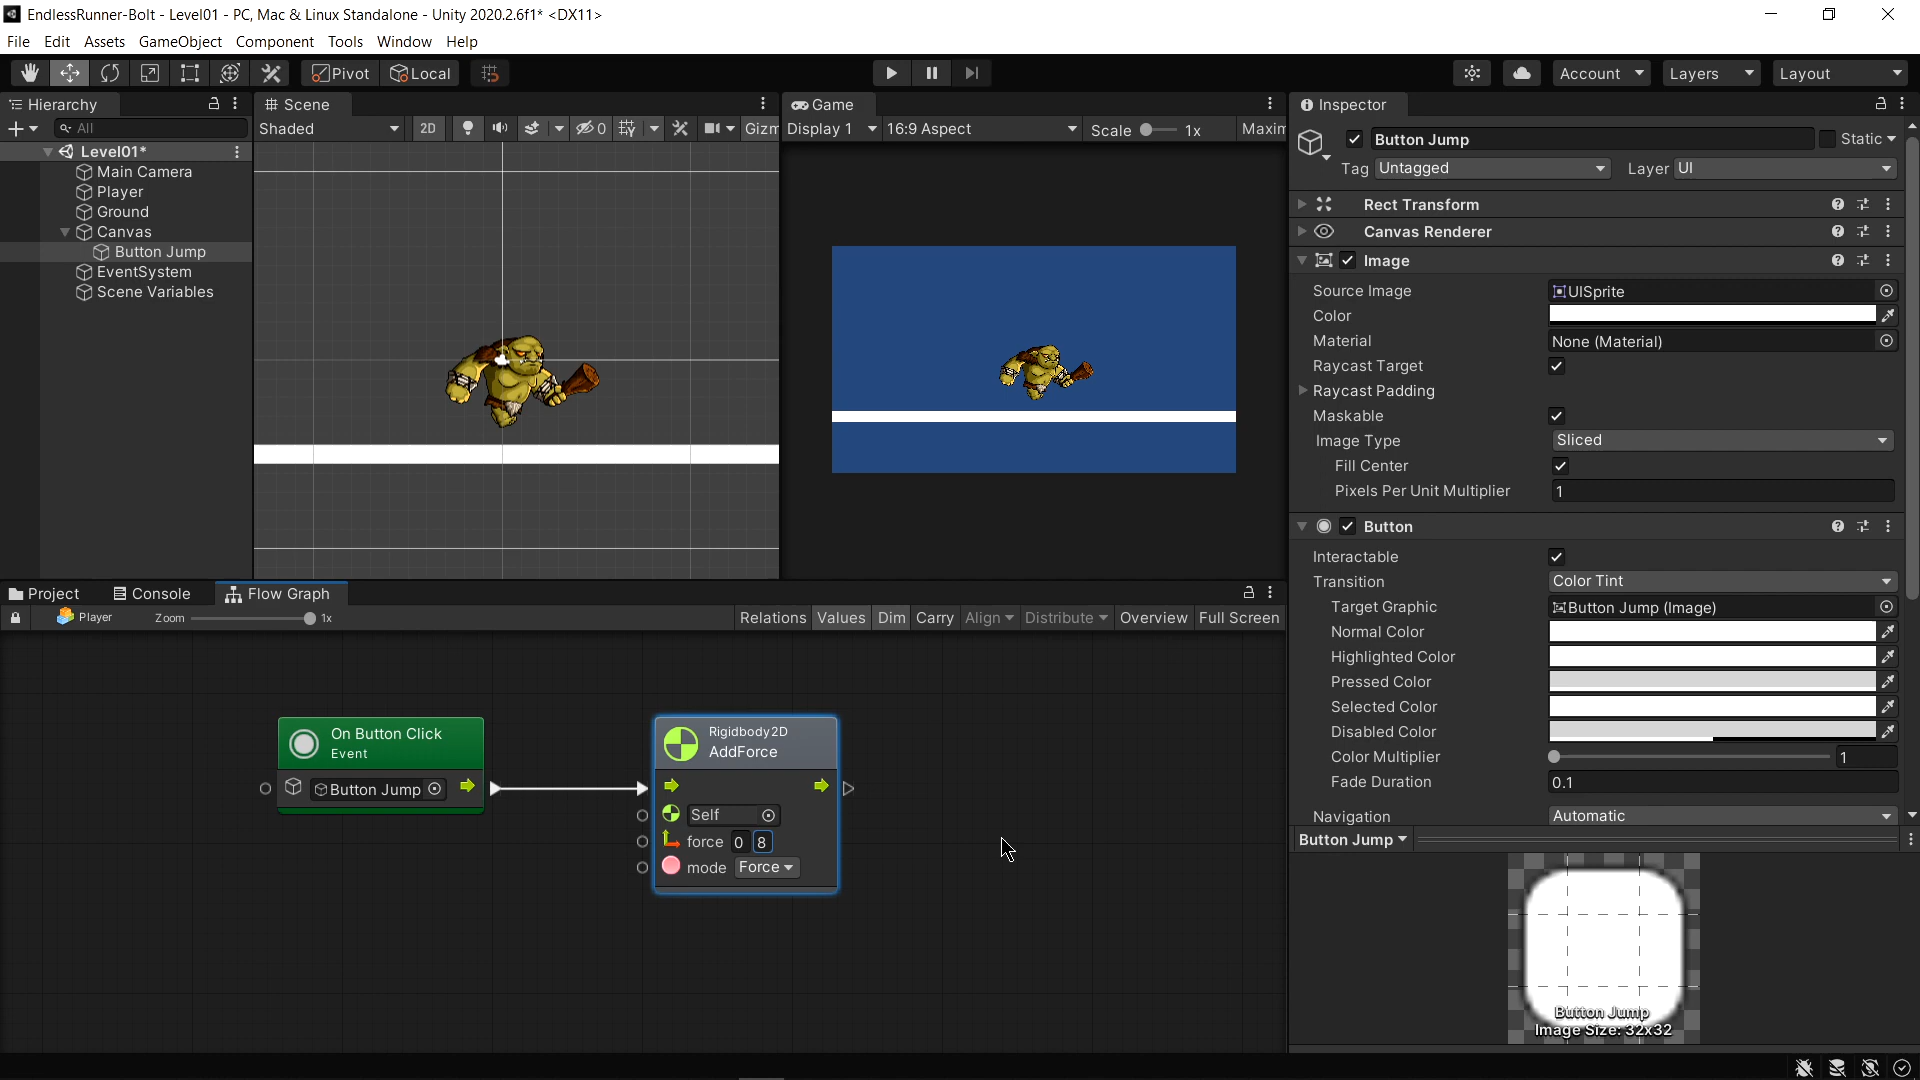 EndlessRunner-Bolt - Level01 - PC, Mac & Linux Standalone - Unity 2020.2.6f1* <DX11>
File Edit Assets GameObject Component Tools Window Help
Pivot Local Account Layers Layout
Hierarchy
All
Level01*
Main Camera
Player
Ground
Canvas
Button Jump
EventSystem
Scene Variables
Scene
Shaded 2D 0 Gizm
Game
Display 1 16:9 Aspect Scale 1x Maxim
Inspector
Button Jump Static
Tag Untagged Layer UI
Rect Transform
Canvas Renderer
Image
Source Image UISprite
Color
Material None (Material)
Raycast Target
Raycast Padding
Maskable
Image Type Sliced
Fill Center
Pixels Per Unit Multiplier 1
Button
Interactable
Transition Color Tint
Target Graphic Button Jump (Image)
Normal Color
Highlighted Color
Pressed Color
Selected Color
Disabled Color
Color Multiplier 1
Fade Duration 0.1
Navigation Automatic
Button Jump
Button Jump
Image Size: 32x32
Project Console Flow Graph
Player Zoom 1x Relations Values Dim Carry Align Distribute Overview Full Screen
On Button Click
Event
Button Jump
Rigidbody2D
AddForce
Self
force 0 8
mode Force